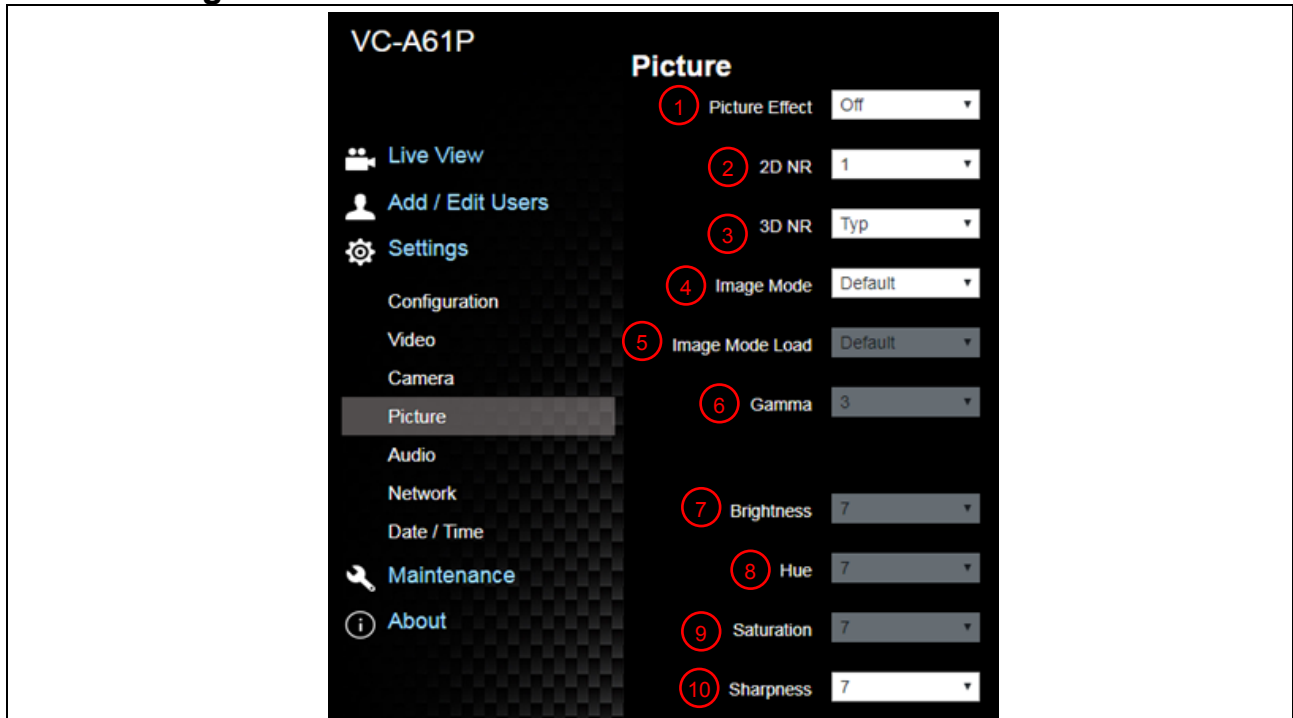 VC-A61P
Live View
Add / Edit Users
Settings
Configuration
Video
Camera
Picture
Audio
Network
Date / Time
Maintenance
About
Picture
1 Picture Effect Off
2 2D NR 1
3 3D NR Typ
4 Image Mode Default
5 Image Mode Load Default
6 Gamma 3
7 Brightness 7
8 Hue 7
9 Saturation 7
10 Sharpness 7